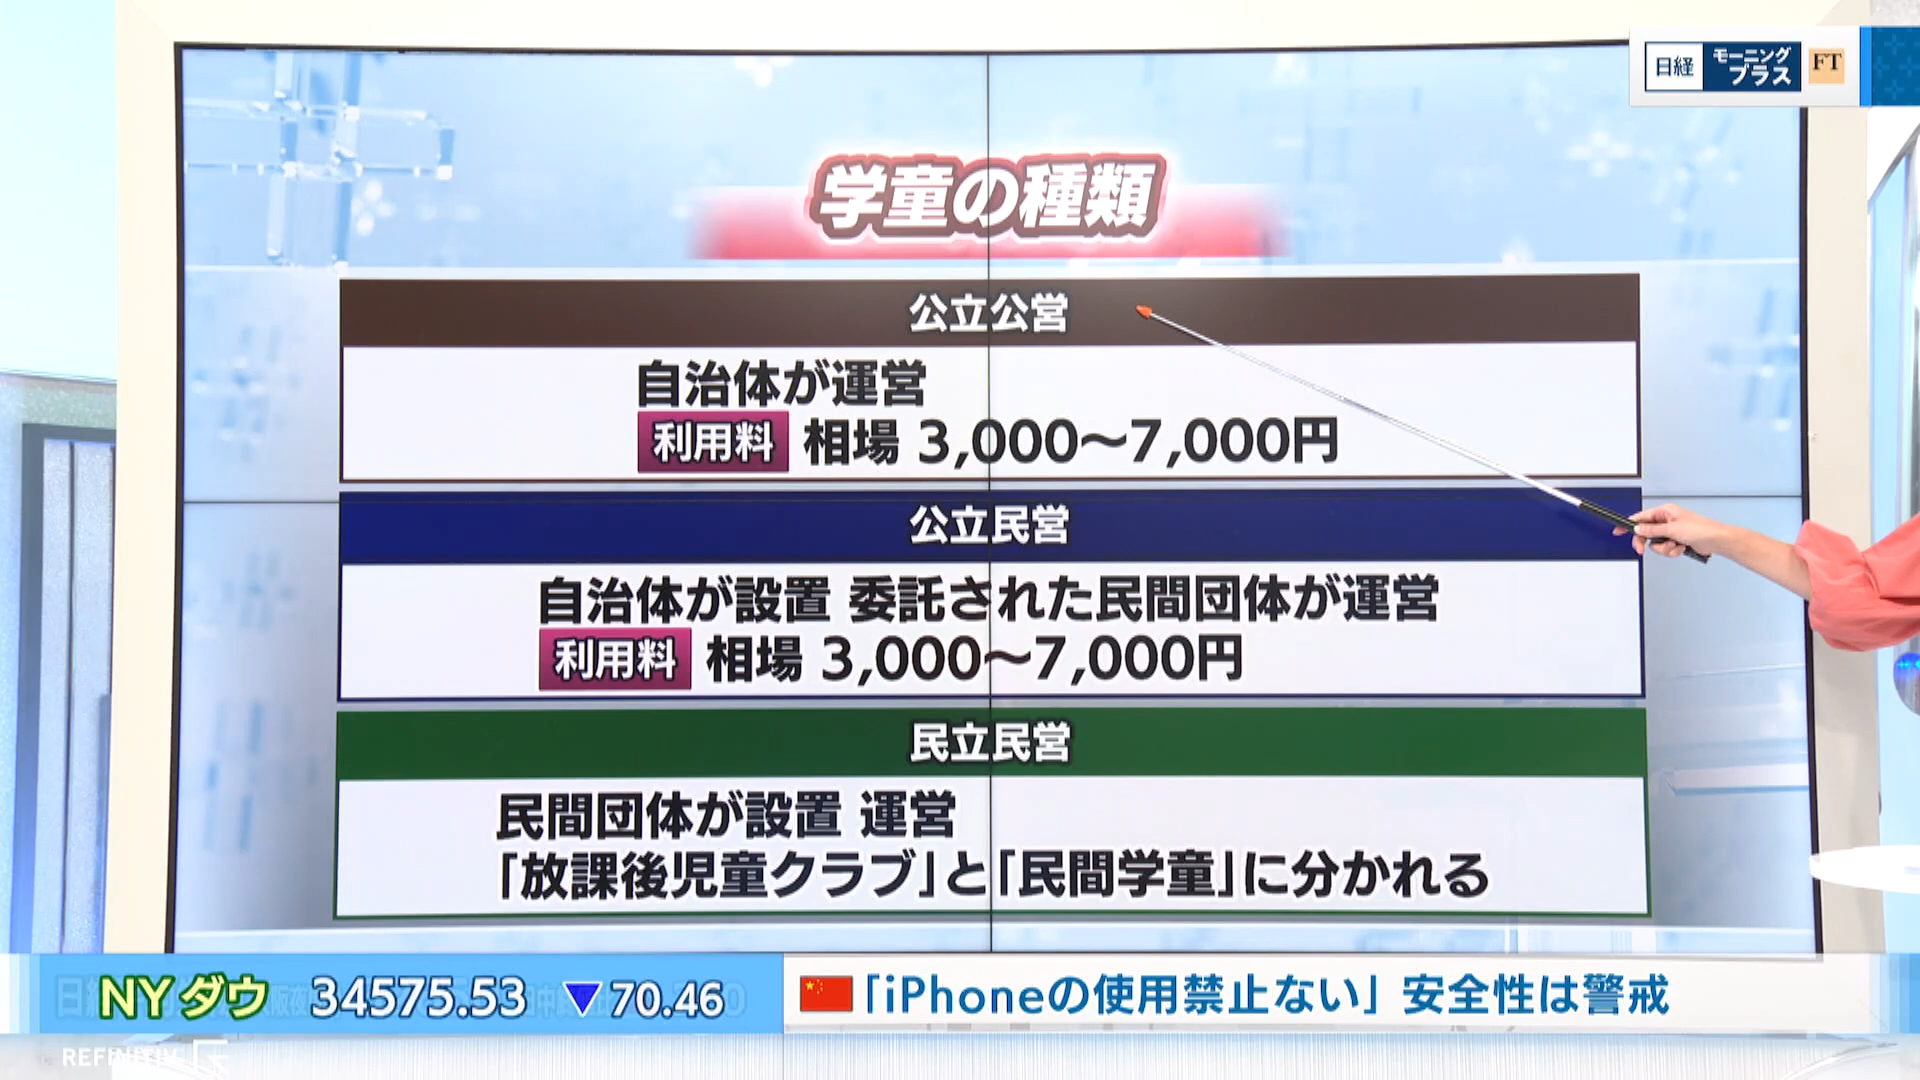 日経 モーニングプラス FT
学童の種類
公立公営
自治体が運営
利用料 相場 3,000～7,000円
公立民営
自治体が設置 委託された民間団体が運営
利用料 相場 3,000～7,000円
民立民営
民間団体が設置 運営
「放課後児童クラブ」と「民間学童」に分かれる
NYダウ 34575.53 ▼70.46
「iPhoneの使用禁止ない」 安全性は警戒
REFINITIV